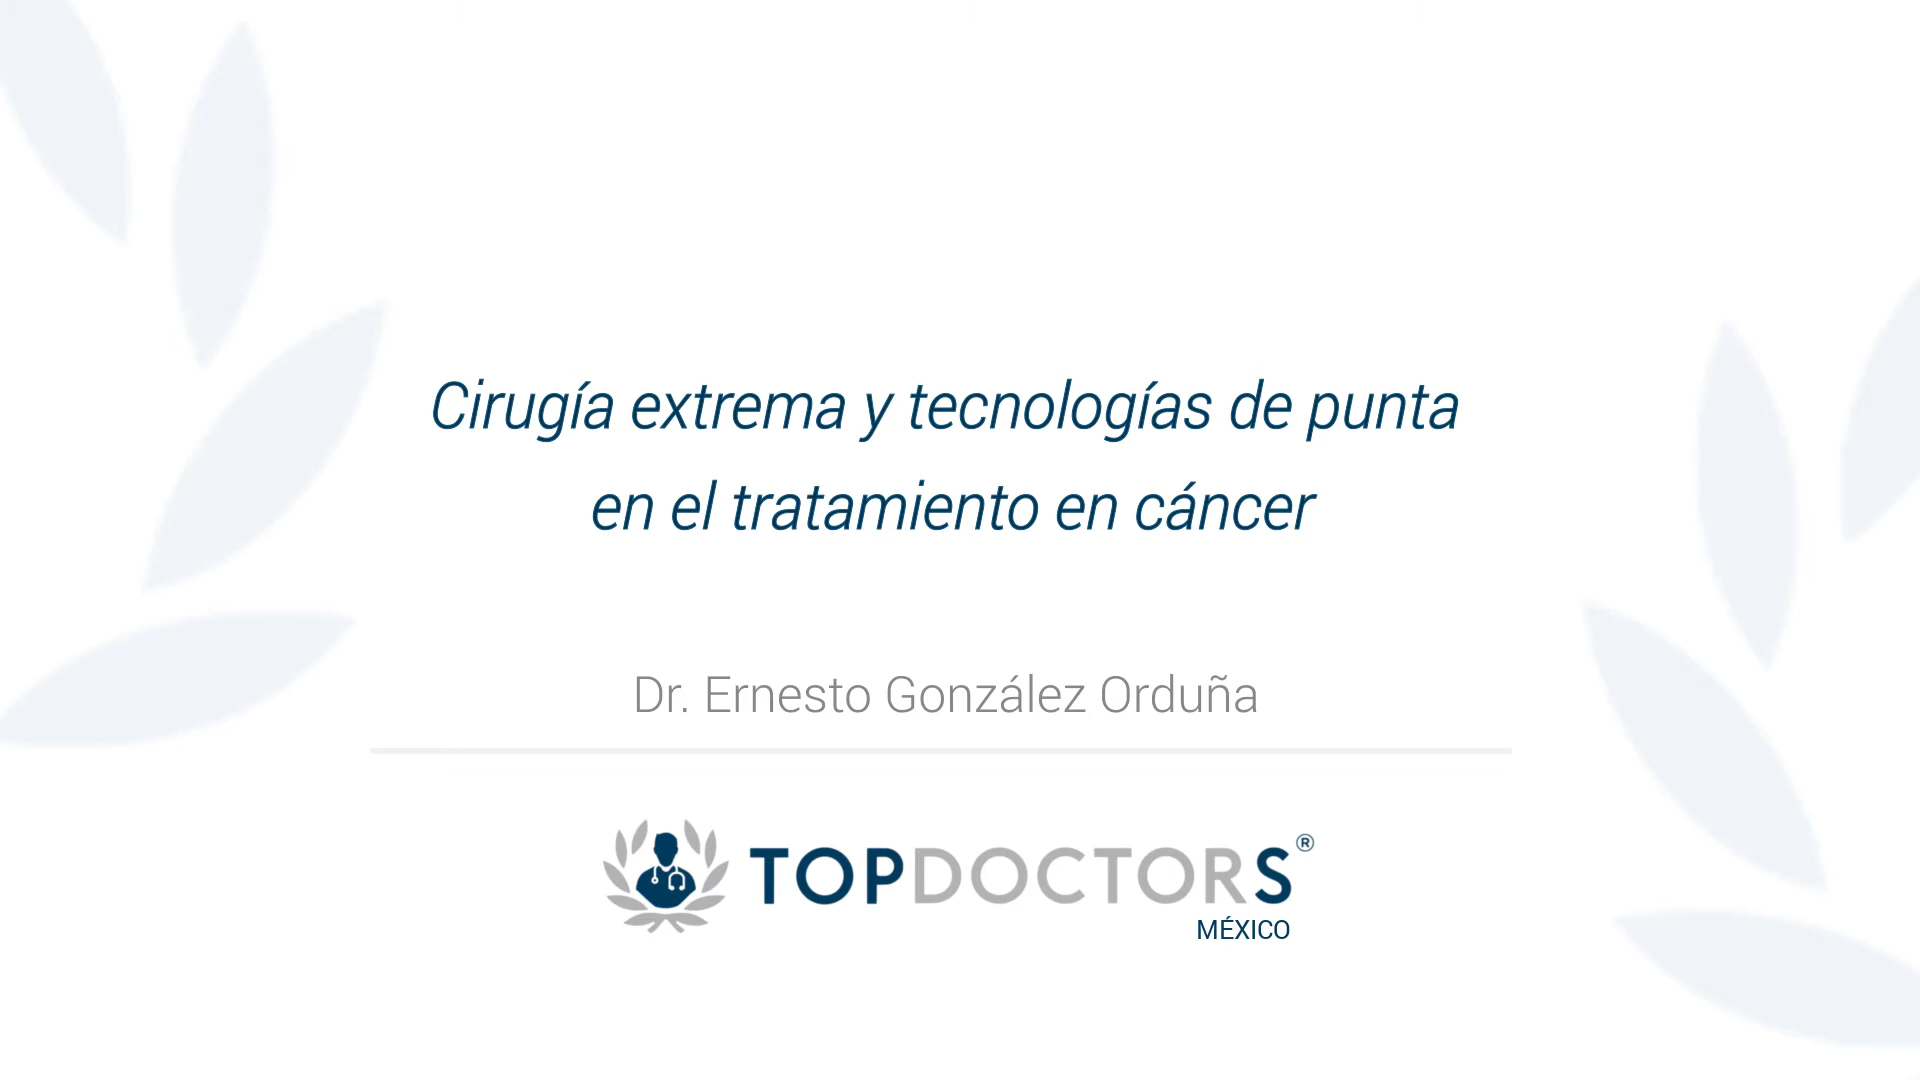 Cirugía extrema y tecnologías de punta
en el tratamiento en cáncer
Dr. Ernesto González Orduña
TOPDOCTORS®
MÉXICO